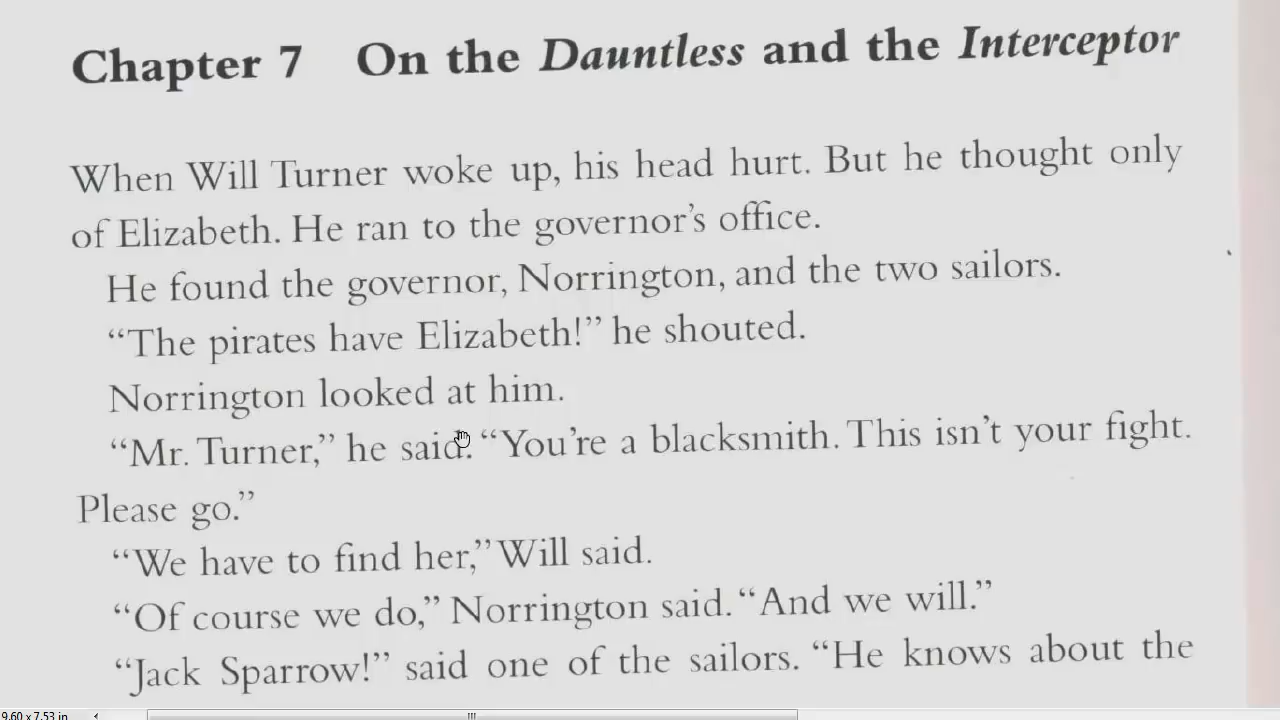 Chapter 7 On the Dauntless and the Interceptor
When Will Turner woke up, his head hurt. But he thought only
of Elizabeth. He ran to the governor's office.
He found the governor, Norrington, and the two sailors.
“The pirates have Elizabeth!” he shouted.
Norrington looked at him.
“Mr. Turner,” he said. “You're a blacksmith. This isn't your fight.
Please go.”
“We have to find her,” Will said.
“Of course we do,” Norrington said. “And we will.”
“Jack Sparrow!” said one of the sailors. “He knows about the
9.60 x 7.53 in